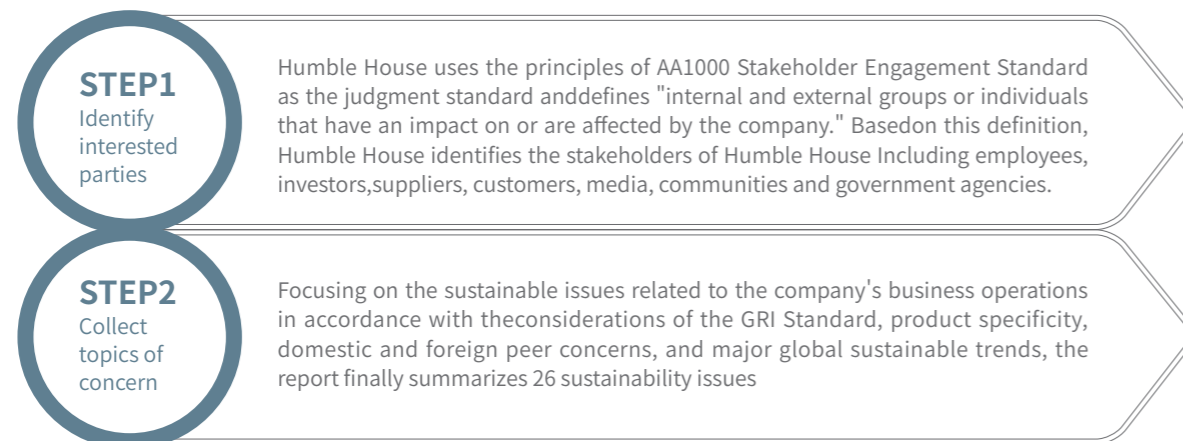 STEP1
Identify
interested
parties
Humble House uses the principles of AA1000 Stakeholder Engagement Standard
as the judgment standard anddefines "internal and external groups or individuals
that have an impact on or are affected by the company." Basedon this definition,
Humble House identifies the stakeholders of Humble House Including employees,
investors,suppliers, customers, media, communities and government agencies.
STEP2
Collect
topics of
concern
Focusing on the sustainable issues related to the company's business operations
in accordance with theconsiderations of the GRI Standard, product specificity,
domestic and foreign peer concerns, and major global sustainable trends, the
report finally summarizes 26 sustainability issues